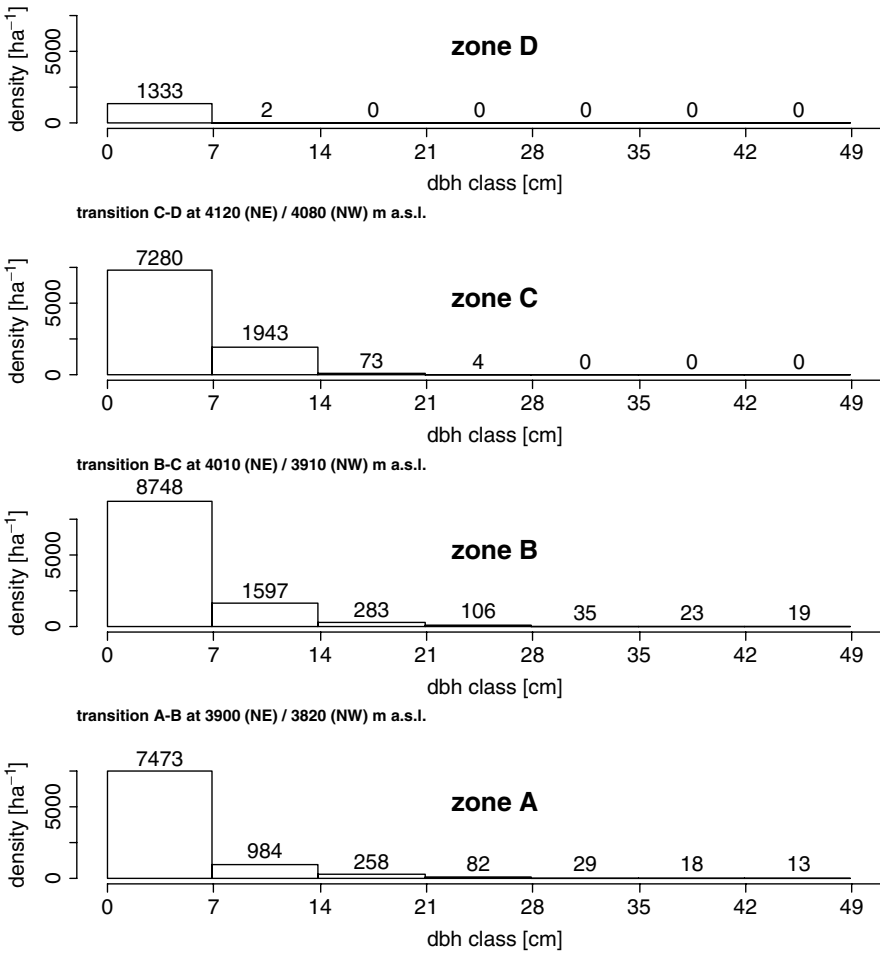 density [ha⁻¹]
5000
0
zone D
1333 2 0 0 0 0 0
0 7 14 21 28 35 42 49
dbh class [cm]
transition C-D at 4120 (NE) / 4080 (NW) m a.s.l.
density [ha⁻¹]
5000
0
zone C
7280 1943 73 4 0 0 0
0 7 14 21 28 35 42 49
dbh class [cm]
transition B-C at 4010 (NE) / 3910 (NW) m a.s.l.
density [ha⁻¹]
5000
0
zone B
8748 1597 283 106 35 23 19
0 7 14 21 28 35 42 49
dbh class [cm]
transition A-B at 3900 (NE) / 3820 (NW) m a.s.l.
density [ha⁻¹]
5000
0
zone A
7473 984 258 82 29 18 13
0 7 14 21 28 35 42 49
dbh class [cm]